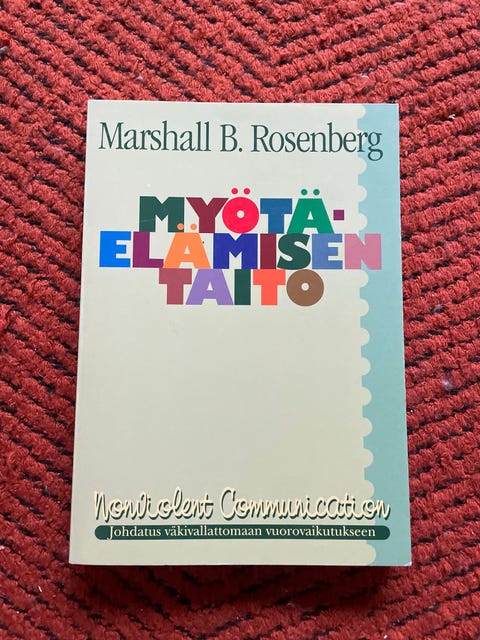 Marshall B. Rosenberg
MYÖTÄ-
ELÄMISEN
TAITO
Nonviolent Communication
Johdatus väkivallattomaan vuorovaikutukseen